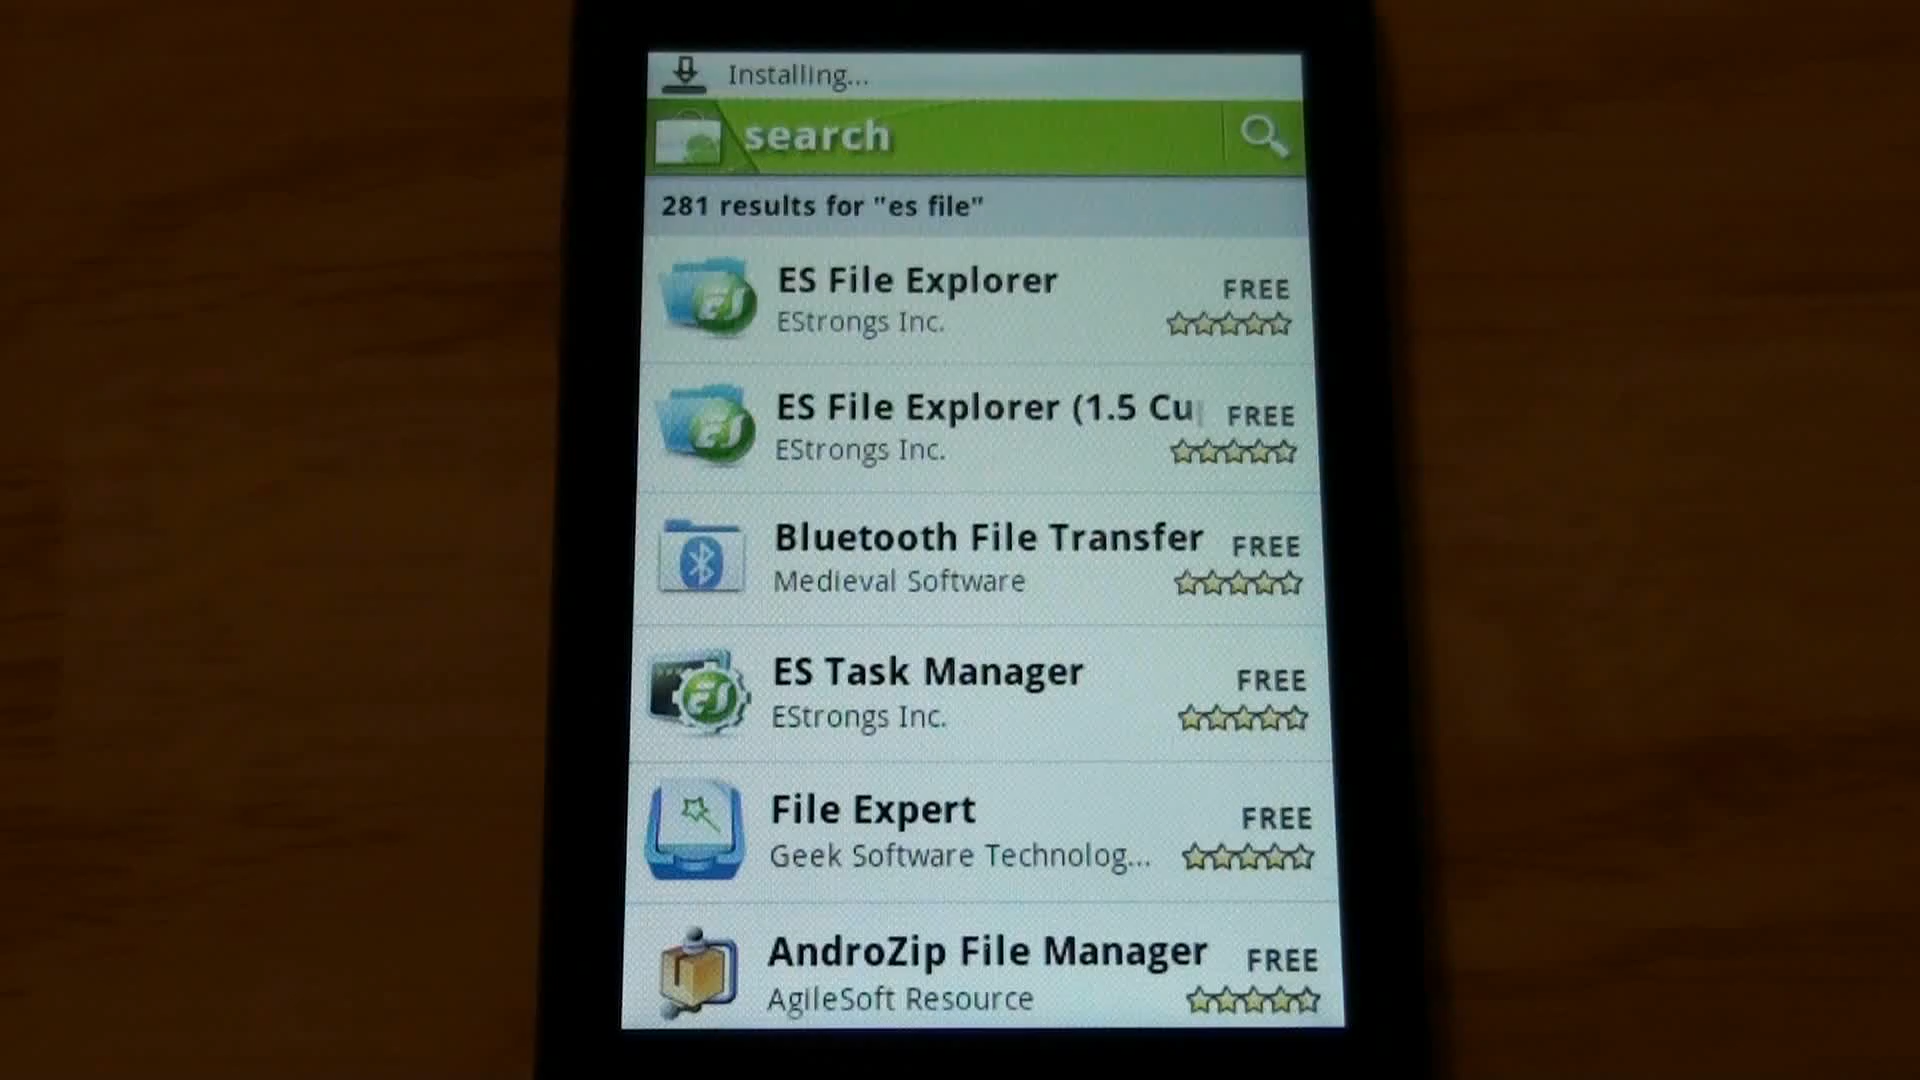 Installing...
search
281 results for "es file"
ES File Explorer
FREE
EStrongs Inc.
ES File Explorer (1.5 Cu
FREE
EStrongs Inc.
Bluetooth File Transfer
FREE
Medieval Software
ES Task Manager
FREE
EStrongs Inc.
File Expert
FREE
Geek Software Technolog...
AndroZip File Manager
FREE
AgileSoft Resource